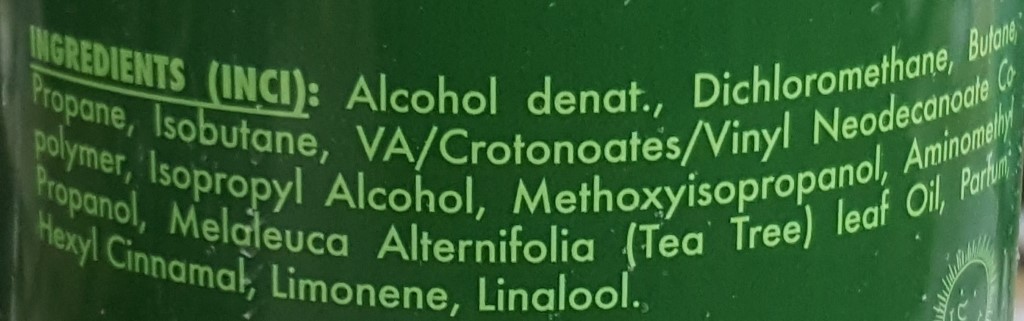 INGREDIENTS (INCI): Alcohol denat., Dichloromethane, Butane,
Propane, Isobutane, VA/Crotonoates/Vinyl Neodecanoate Co-
polymer, Isopropyl Alcohol, Methoxyisopropanol, Aminomethyl
Propanol, Melaleuca Alternifolia (Tea Tree) leaf Oil, Parfum,
Hexyl Cinnamal, Limonene, Linalool.